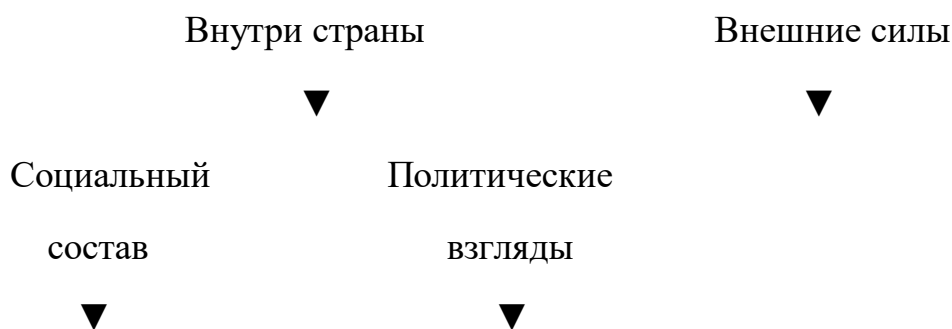 Внутри страны Внешние силы
▼ ▼
Социальный Политические
состав взгляды
▼ ▼